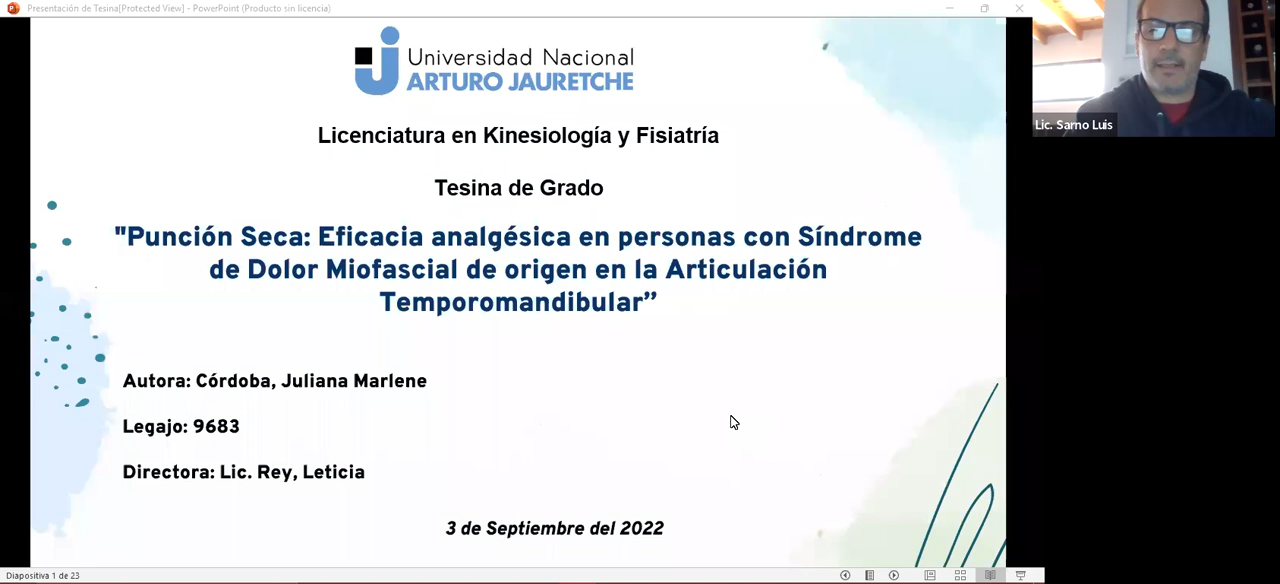 Presentación de Tesina[Protected View] - PowerPoint (Producto sin licencia)
Universidad Nacional
ARTURO JAURETCHE
Licenciatura en Kinesiología y Fisiatría
Tesina de Grado
"Punción Seca: Eficacia analgésica en personas con Síndrome
de Dolor Miofascial de origen en la Articulación
Temporomandibular”
Autora: Córdoba, Juliana Marlene
Legajo: 9683
Directora: Lic. Rey, Leticia
3 de Septiembre del 2022
Lic. Sarno Luis
Diapositiva 1 de 23